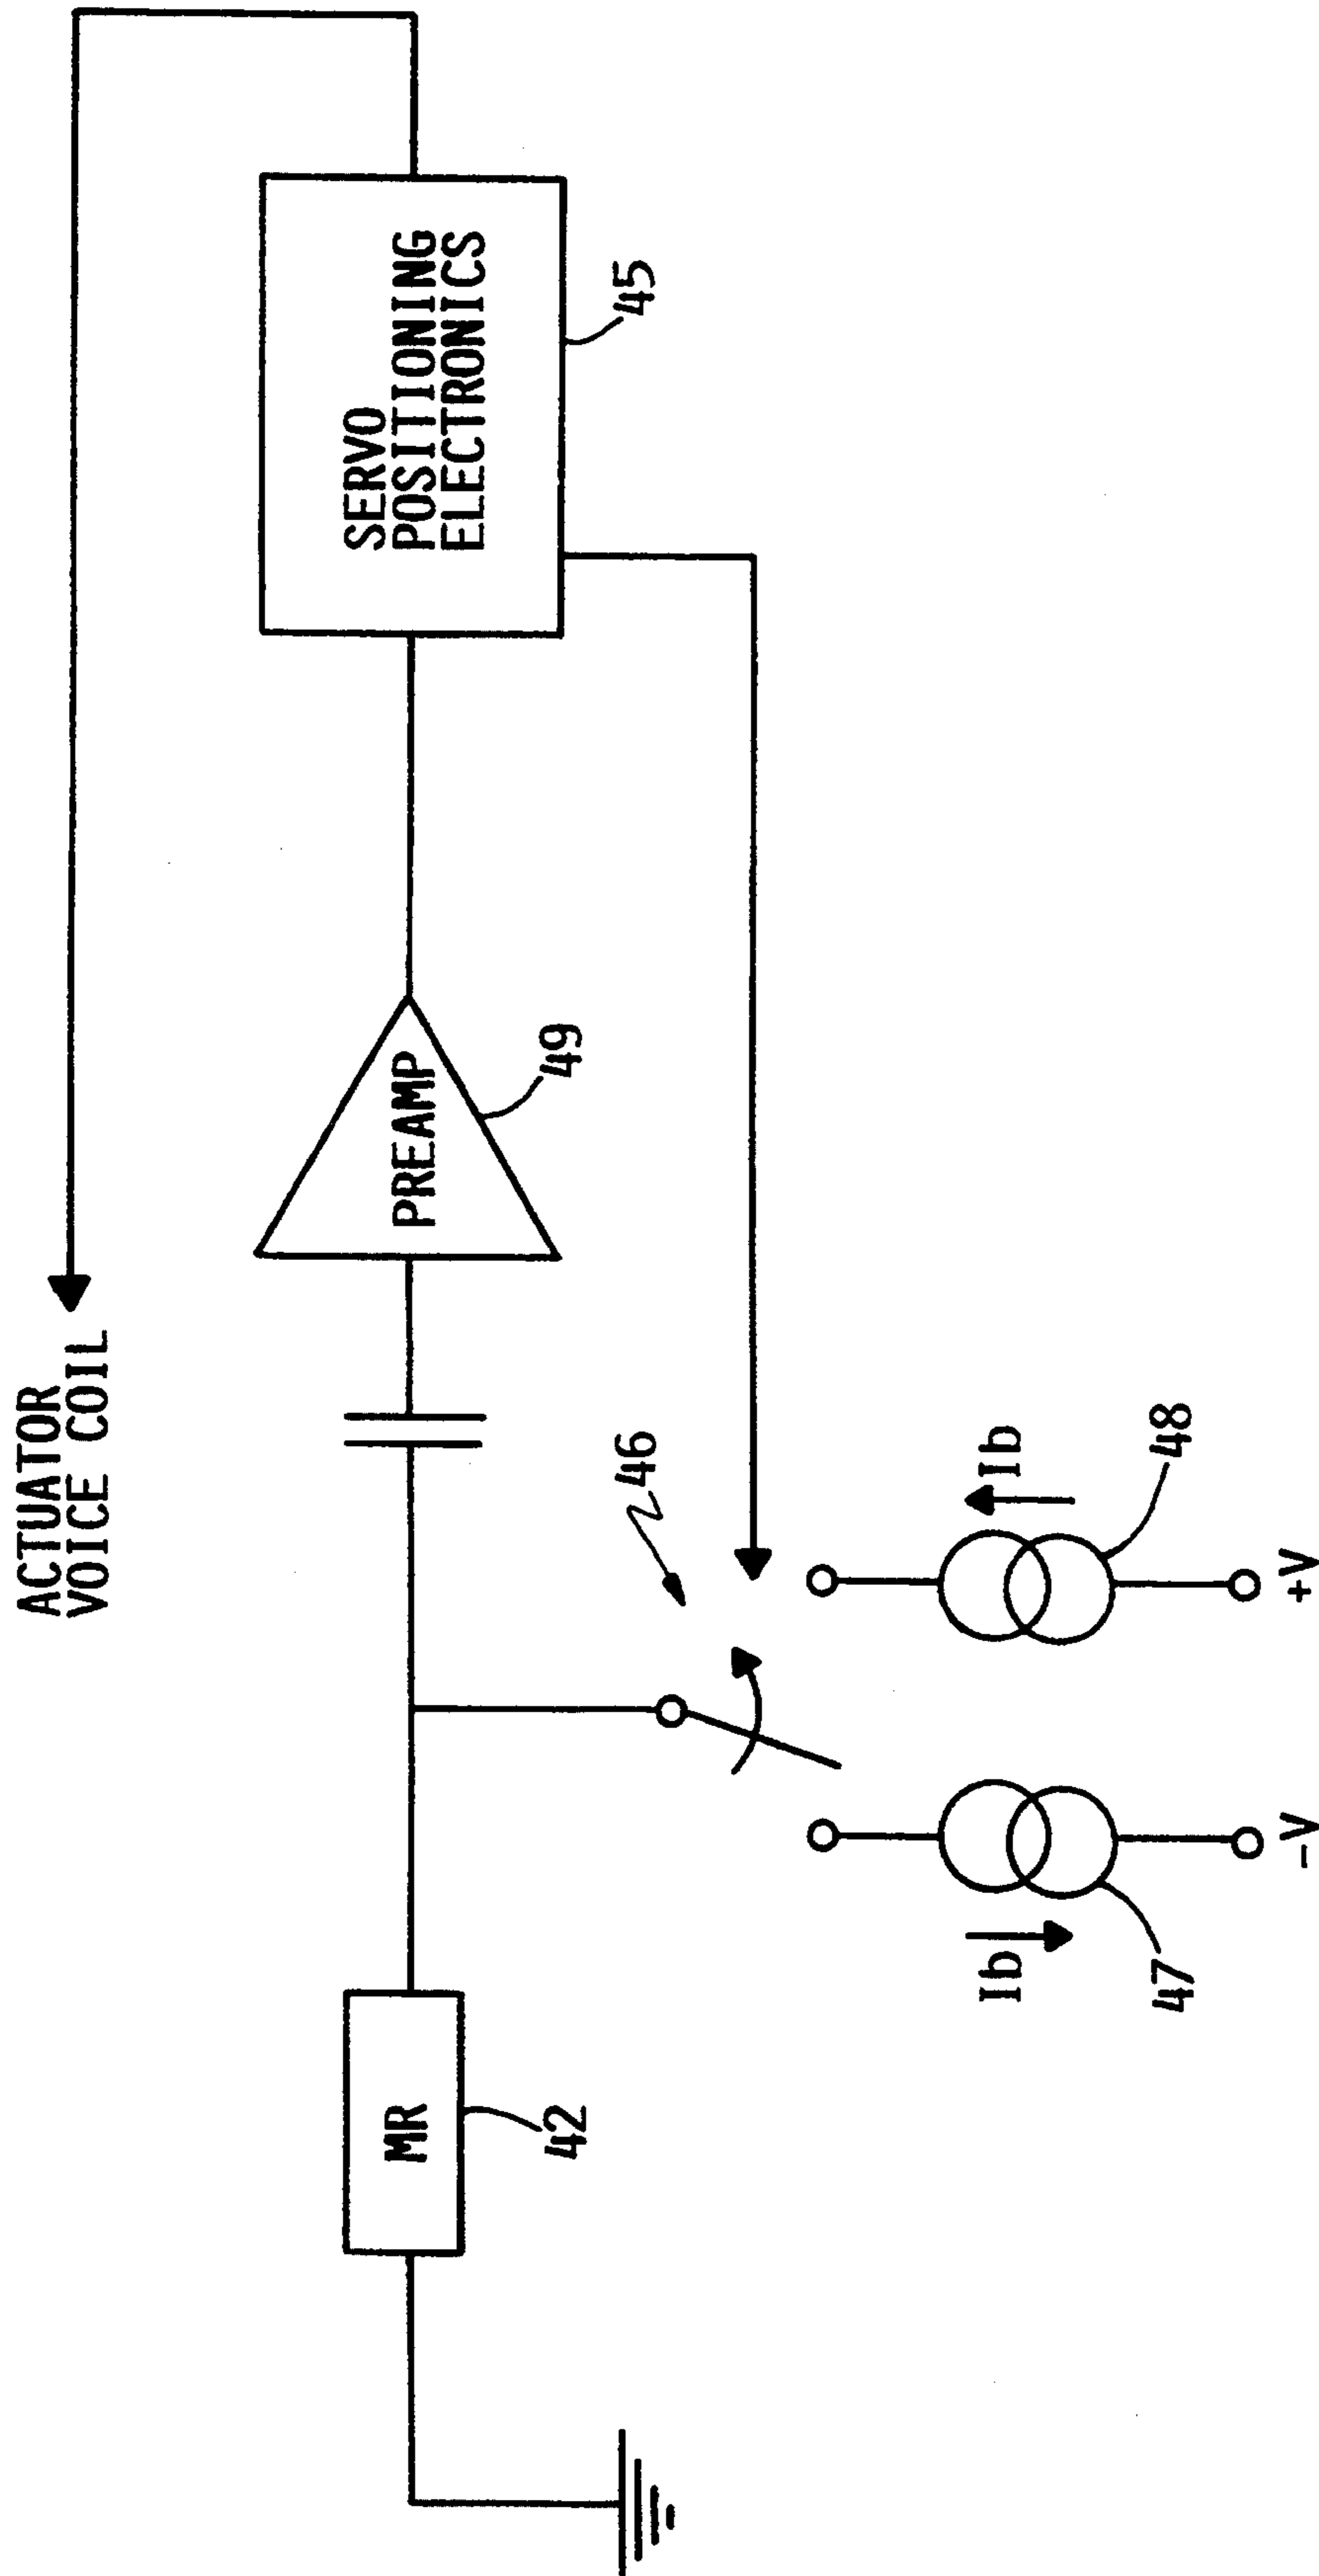 ACTUATOR
VOICE COIL
SERVO
POSITIONING
ELECTRONICS
45
PREAMP
49
MR
42
46
Ib
47
-V
Ib
48
+V